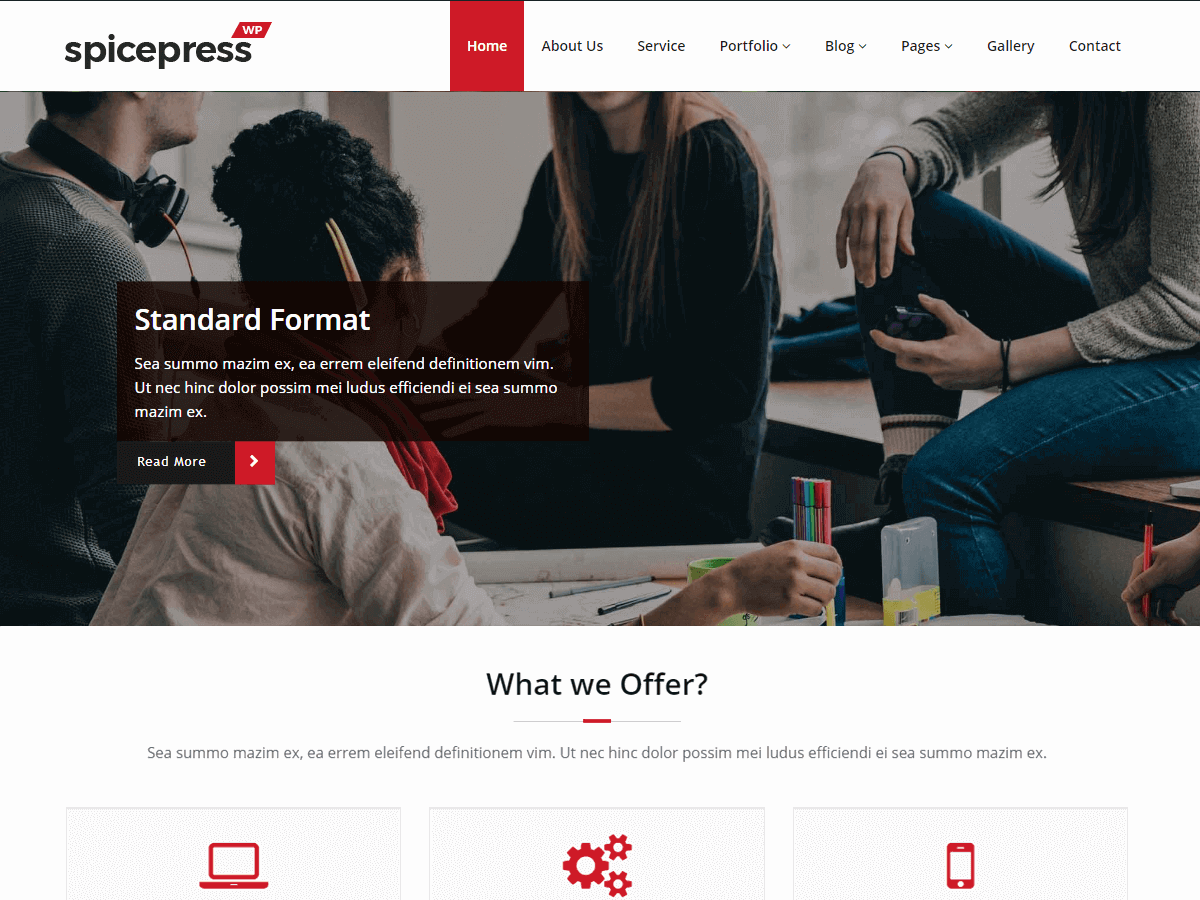 WP
spicepress
Home About Us Service Portfolio Blog Pages Gallery Contact
Standard Format
Sea summo mazim ex, ea errem eleifend definitionem vim.
Ut nec hinc dolor possim mei ludus efficiendi ei sea summo
mazim ex.
Read More
What we Offer?
Sea summo mazim ex, ea errem eleifend definitionem vim. Ut nec hinc dolor possim mei ludus efficiendi ei sea summo mazim ex.